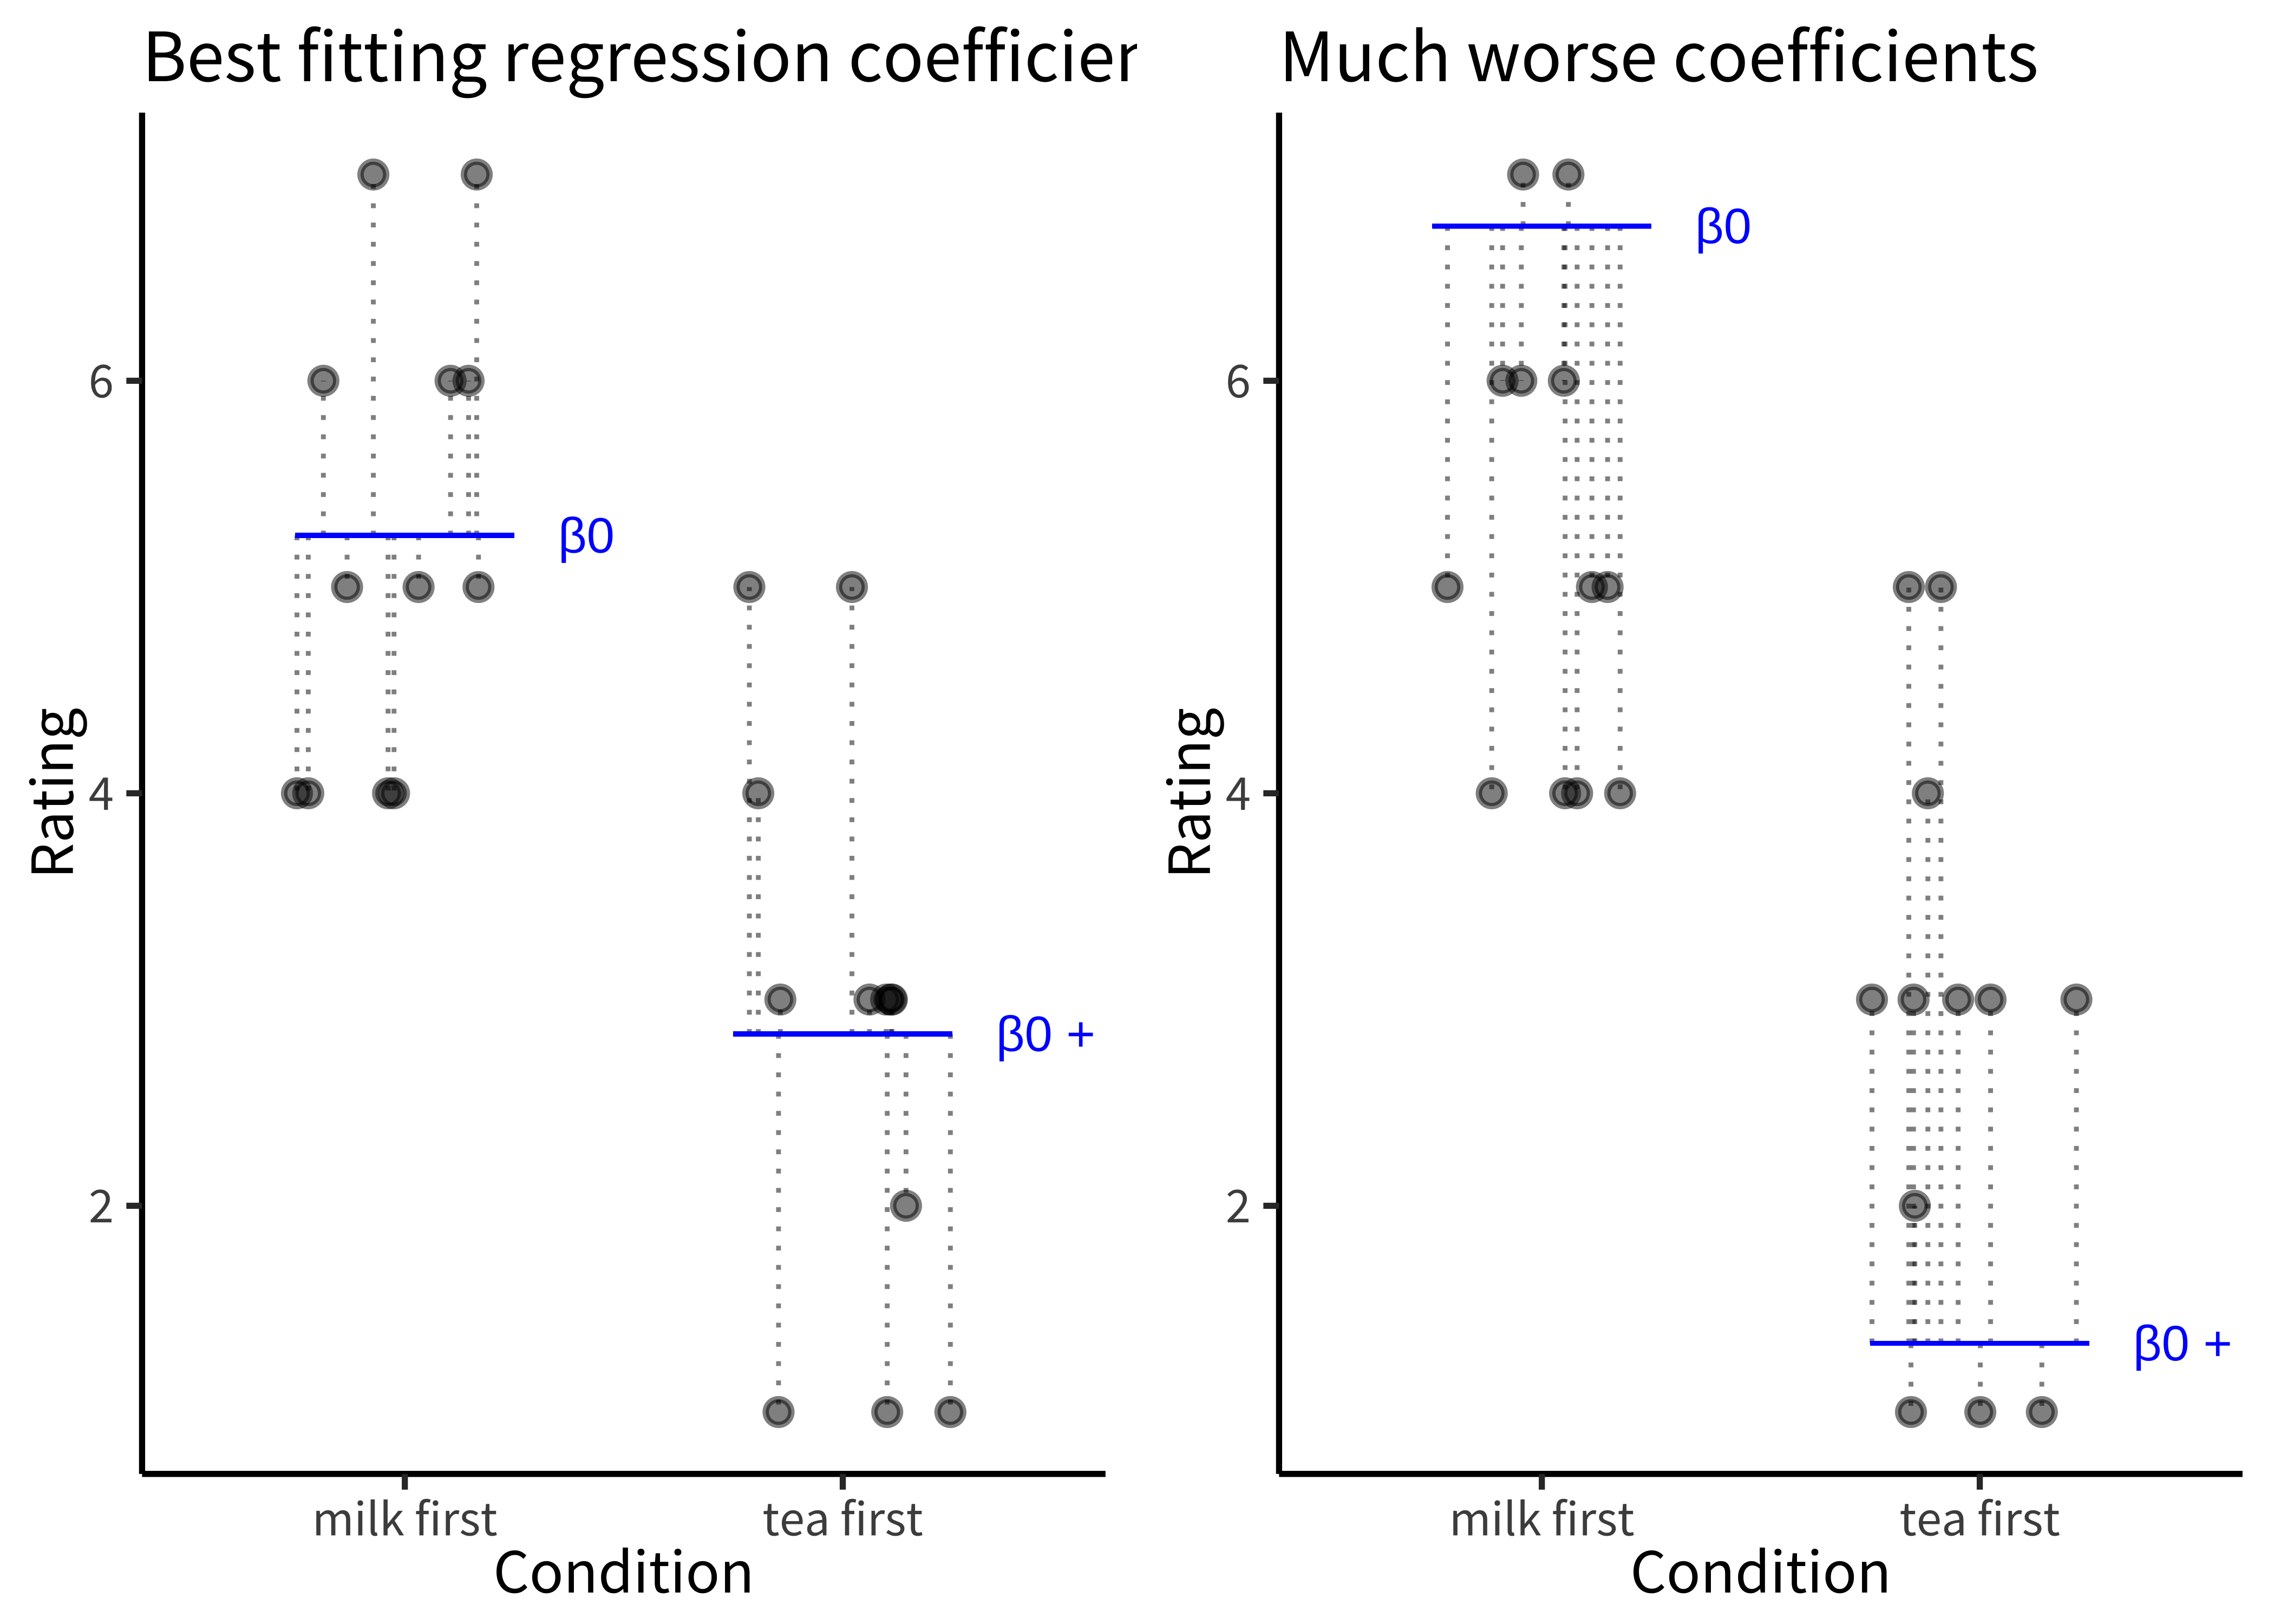 Best fitting regression coefficier
Rating
6
4
2
β0
β0 +
milk first
tea first
Condition
Much worse coefficients
Rating
6
4
2
β0
β0 +
milk first
tea first
Condition